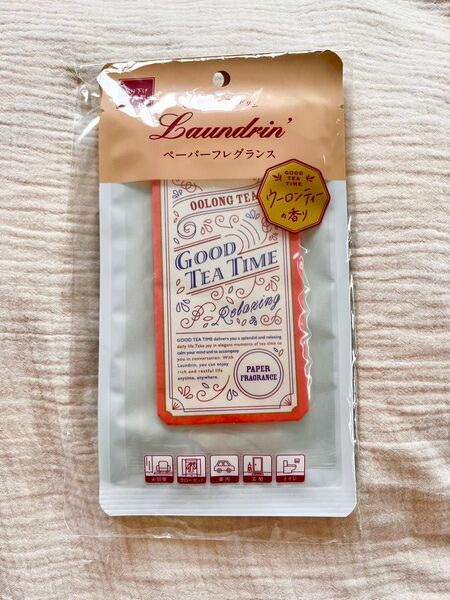 Laundrin'
ペーパーフレグランス
GOOD
TEA
TIME
ウーロンティー
の香り
OOLONG TEA
GOOD
TEA TIME
Relaxing
GOOD TEA TIME delivers you a splendid and relaxing
daily life. Take joy in elegant moments of tea time or
calm your mind and so accompany
you in conversation. With
Laundrin, you can enjoy
rich and restful life
anytime, anywhere.
PAPER
FRAGRANCE
お部屋 クローゼット 車内 玄関 トイレ